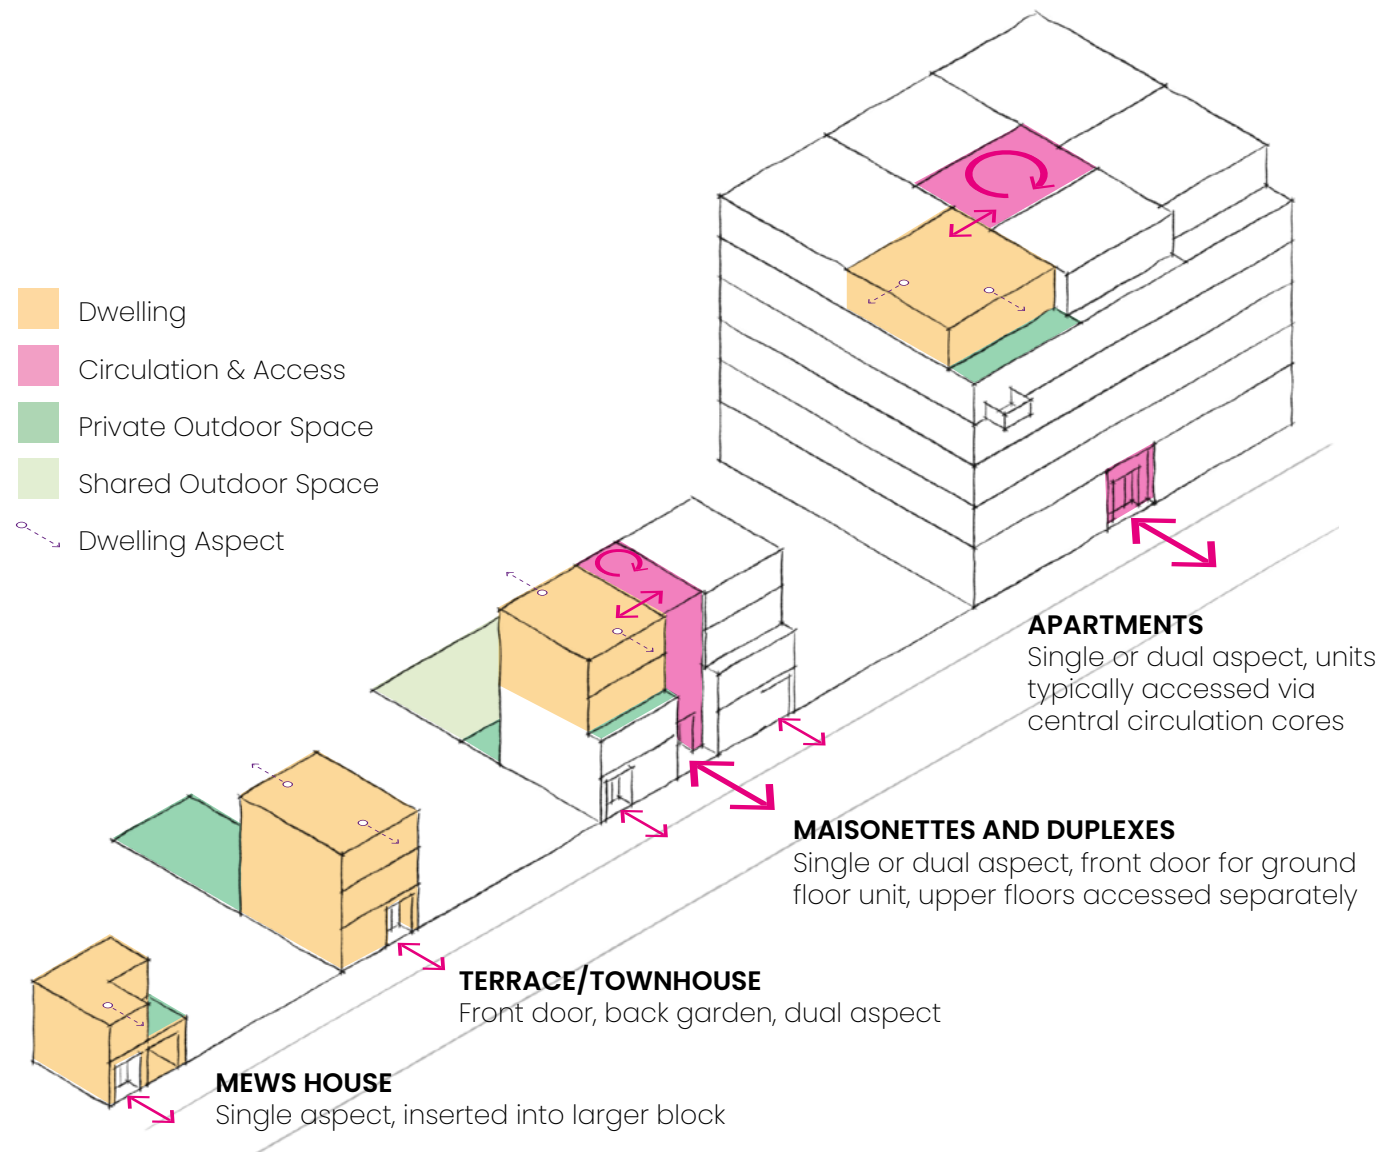 Dwelling
Circulation & Access
Private Outdoor Space
Shared Outdoor Space
Dwelling Aspect
APARTMENTS
Single or dual aspect, units
typically accessed via
central circulation cores
MAISONETTES AND DUPLEXES
Single or dual aspect, front door for ground
floor unit, upper floors accessed separately
TERRACE/TOWNHOUSE
Front door, back garden, dual aspect
MEWS HOUSE
Single aspect, inserted into larger block